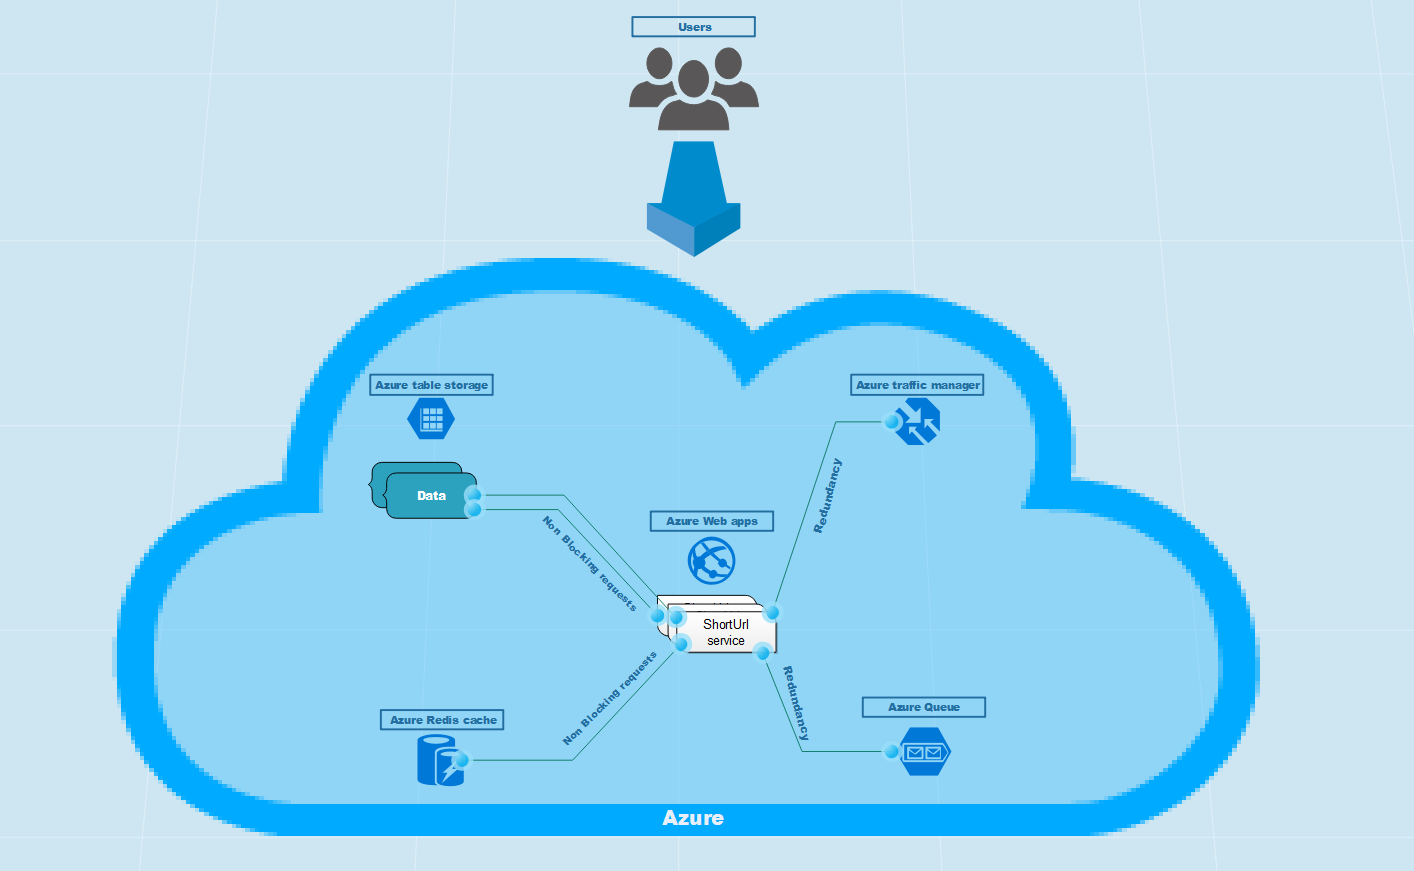 Users
Azure table storage
Azure traffic manager
Data
Redundancy
Azure Web apps
Non Blocking requests
ShortUrl
service
Non Blocking requests
Redundancy
Azure Redis cache
Azure Queue
Azure